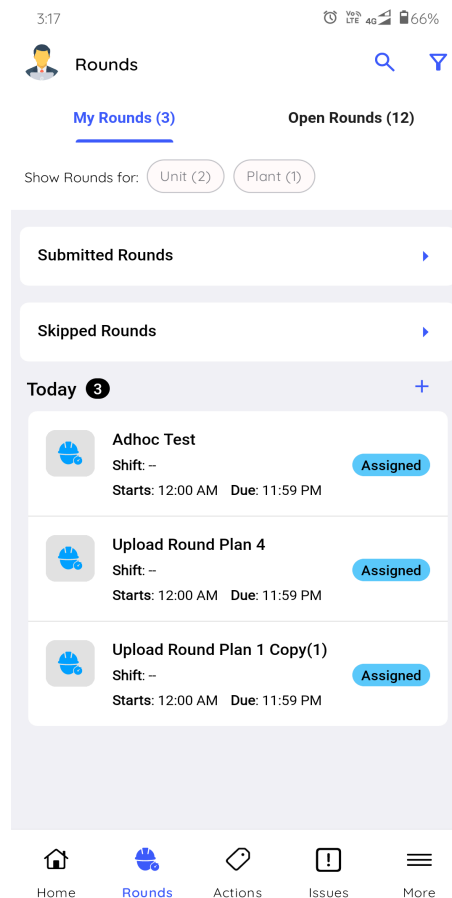 3:17 Vo LTE 4G 66%
Rounds
My Rounds (3) Open Rounds (12)
Show Rounds for: Unit (2) Plant (1)
Submitted Rounds
Skipped Rounds
Today 3 +
Adhoc Test
Shift: --
Assigned
Starts: 12:00 AM Due: 11:59 PM
Upload Round Plan 4
Shift: --
Assigned
Starts: 12:00 AM Due: 11:59 PM
Upload Round Plan 1 Copy(1)
Shift: --
Assigned
Starts: 12:00 AM Due: 11:59 PM
Home Rounds Actions Issues More